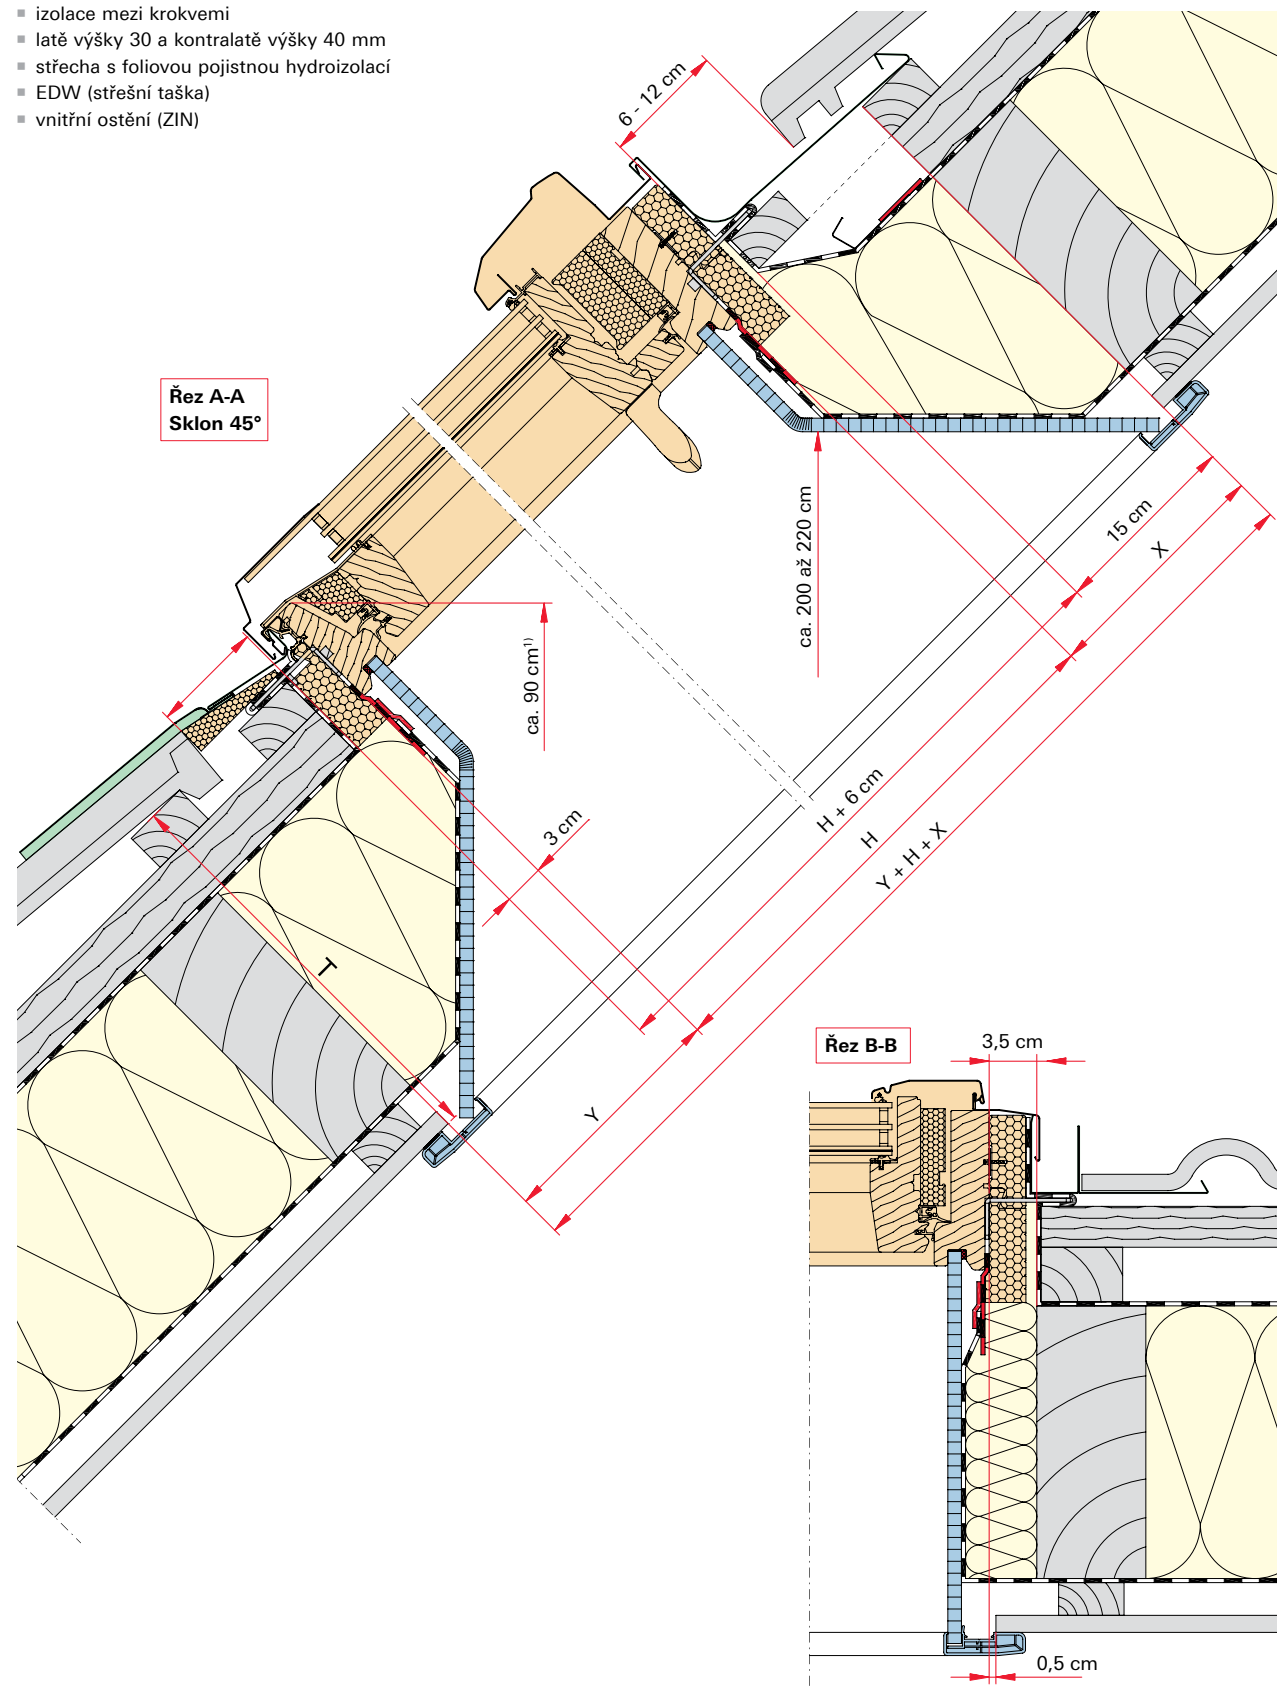 izolace mezi krokvemi
latě výšky 30 a kontralatě výšky 40 mm
střecha s foliovou pojistnou hydroizolací
EDW (střešní taška)
vnitřní ostění (ZIN)
6 - 12 cm
Řez A-A
Sklon 45°
ca. 200 až 220 cm
15 cm
X
ca. 90 cm¹⁾
H + 6 cm
H
Y + H + X
3 cm
T
Y
Řez B-B
3,5 cm
0,5 cm